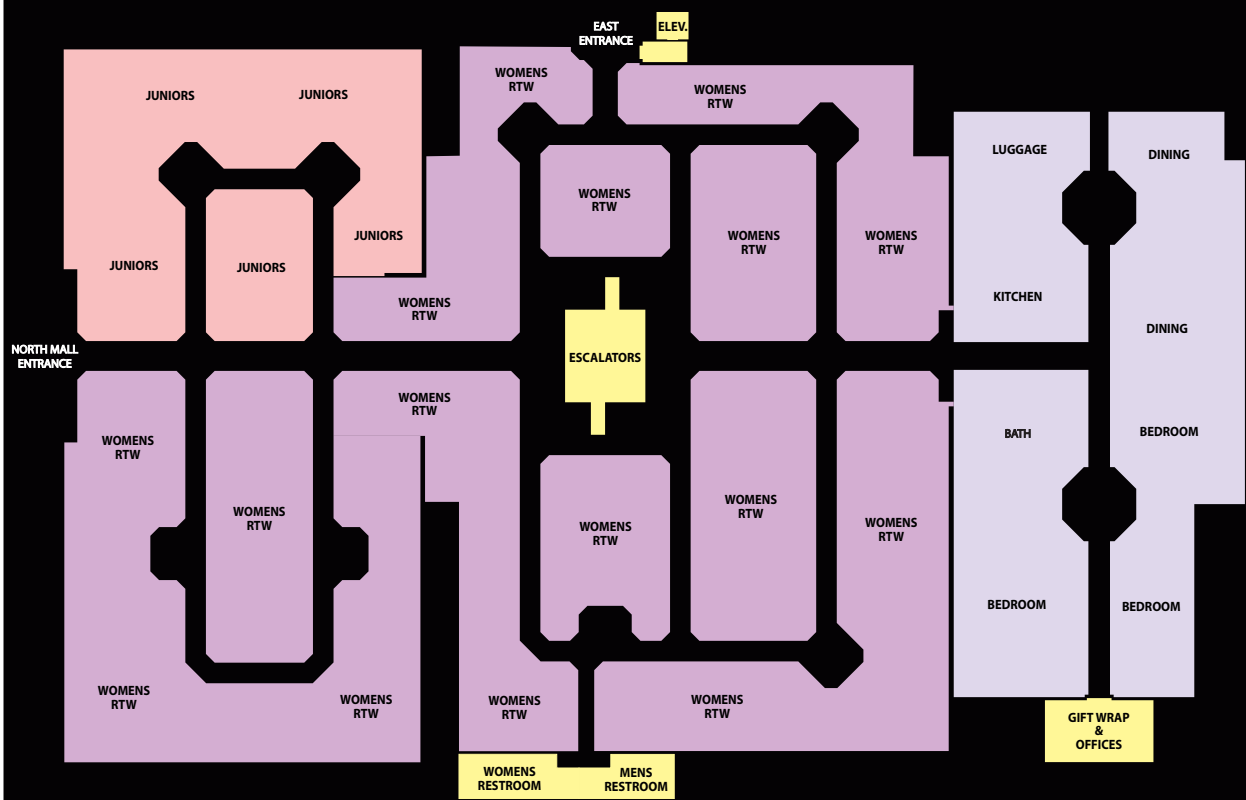 EAST
ENTRANCE
ELEV.
WOMENS
RTW
WOMENS
RTW
JUNIORS
JUNIORS
LUGGAGE
DINING
WOMENS
RTW
JUNIORS
WOMENS
RTW
WOMENS
RTW
JUNIORS
JUNIORS
KITCHEN
WOMENS
RTW
DINING
NORTH MALL
ENTRANCE
ESCALATORS
WOMENS
RTW
BATH
BEDROOM
WOMENS
RTW
WOMENS
RTW
WOMENS
RTW
WOMENS
RTW
WOMENS
RTW
BEDROOM
BEDROOM
WOMENS
RTW
WOMENS
RTW
WOMENS
RTW
WOMENS
RTW
GIFT WRAP
&
OFFICES
WOMENS
RESTROOM
MENS
RESTROOM